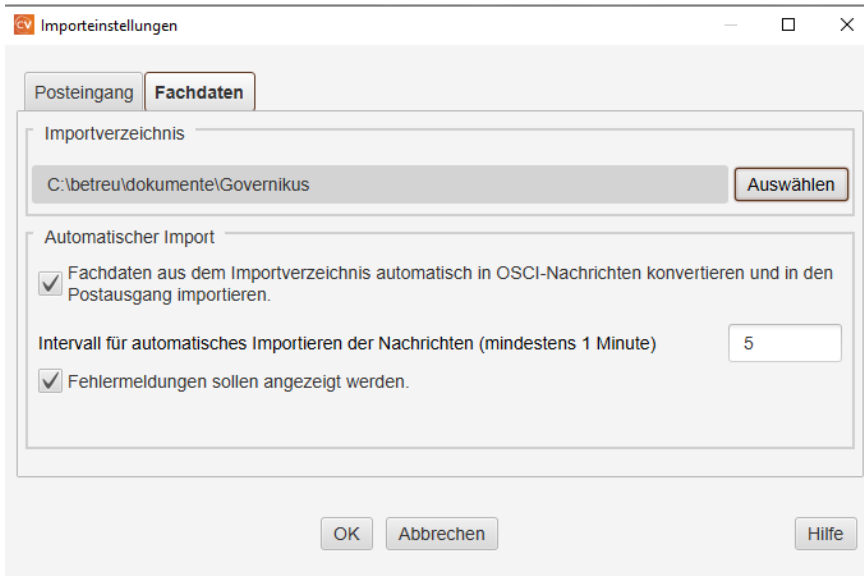 CV Importeinstellungen
Posteingang Fachdaten
Importverzeichnis
C:\betreu\dokumente\Governikus Auswählen
Automatischer Import
Fachdaten aus dem Importverzeichnis automatisch in OSCI-Nachrichten konvertieren und in den
Postausgang importieren.
Intervall für automatisches Importieren der Nachrichten (mindestens 1 Minute) 5
Fehlermeldungen sollen angezeigt werden.
OK Abbrechen Hilfe